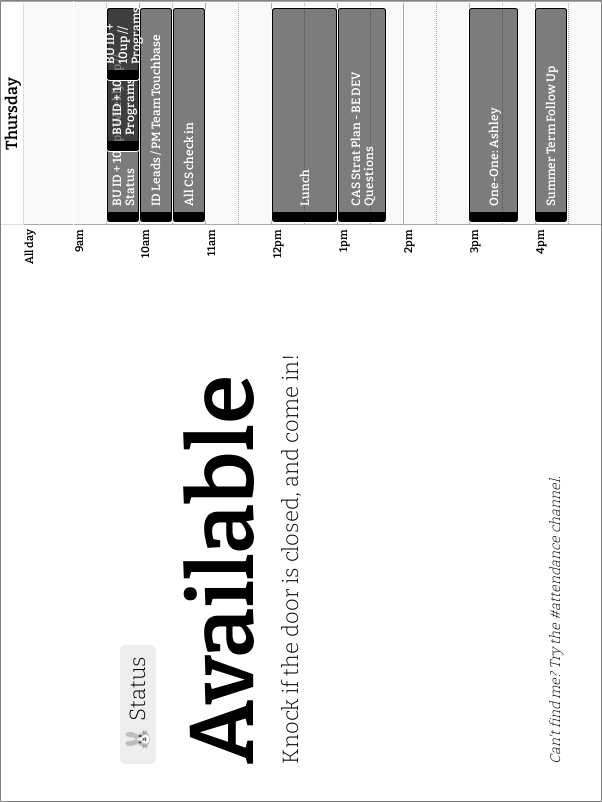 🐰 Status
Available
Knock if the door is closed, and come in!
Can't find me? Try the #attendance channel.
Thursday
All day
9am
10am
11am
12pm
1pm
2pm
3pm
4pm
BU ID + 10
Status
BU ID + 10
Programs
BU ID +
10up //
Programs
ID Leads / PM Team Touchbase
All CS check in
Lunch
CAS Strat Plan - BE DEV
Questions
One-One: Ashley
Summer Term Follow Up